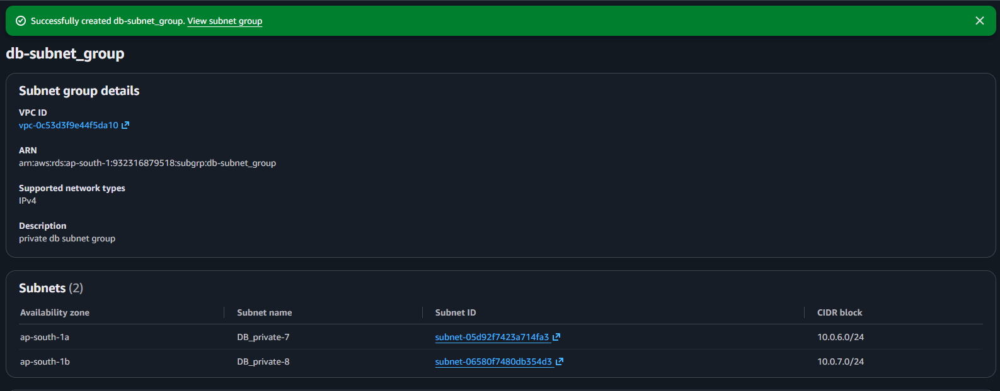 Successfully created db-subnet_group. View subnet group
db-subnet_group
Subnet group details
VPC ID
vpc-0c53d3f9e44f5da10
ARN
arn:aws:rds:ap-south-1:932316879518:subgrp:db-subnet_group
Supported network types
IPv4
Description
private db subnet group
Subnets (2)
Availability zone Subnet name Subnet ID CIDR block
ap-south-1a DB_private-7 subnet-05d92f7423a714fa3 10.0.6.0/24
ap-south-1b DB_private-8 subnet-06580f7480db354d3 10.0.7.0/24